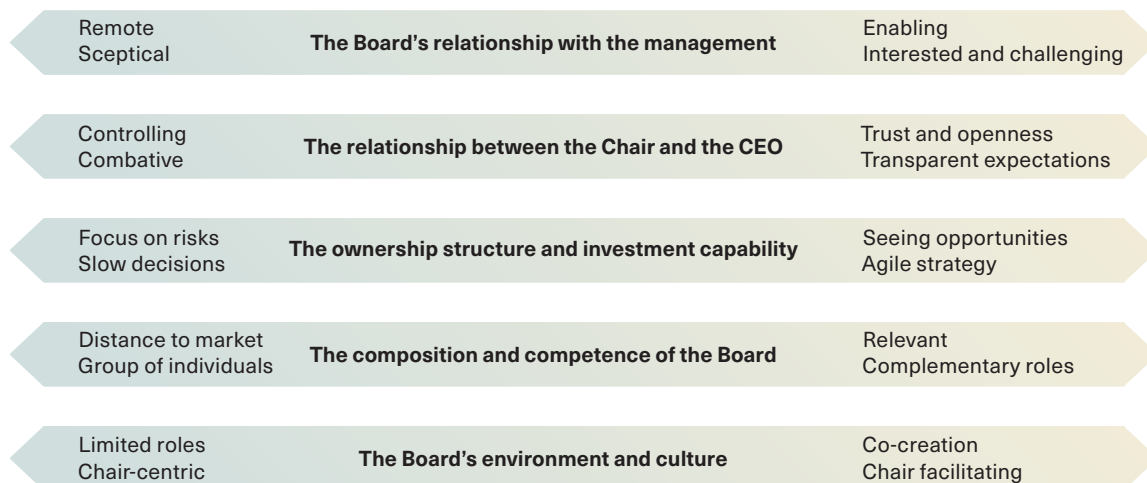 Remote
Sceptical
The Board’s relationship with the management
Enabling
Interested and challenging
Controlling
Combative
The relationship between the Chair and the CEO
Trust and openness
Transparent expectations
Focus on risks
Slow decisions
The ownership structure and investment capability
Seeing opportunities
Agile strategy
Distance to market
Group of individuals
The composition and competence of the Board
Relevant
Complementary roles
Limited roles
Chair-centric
The Board’s environment and culture
Co-creation
Chair facilitating